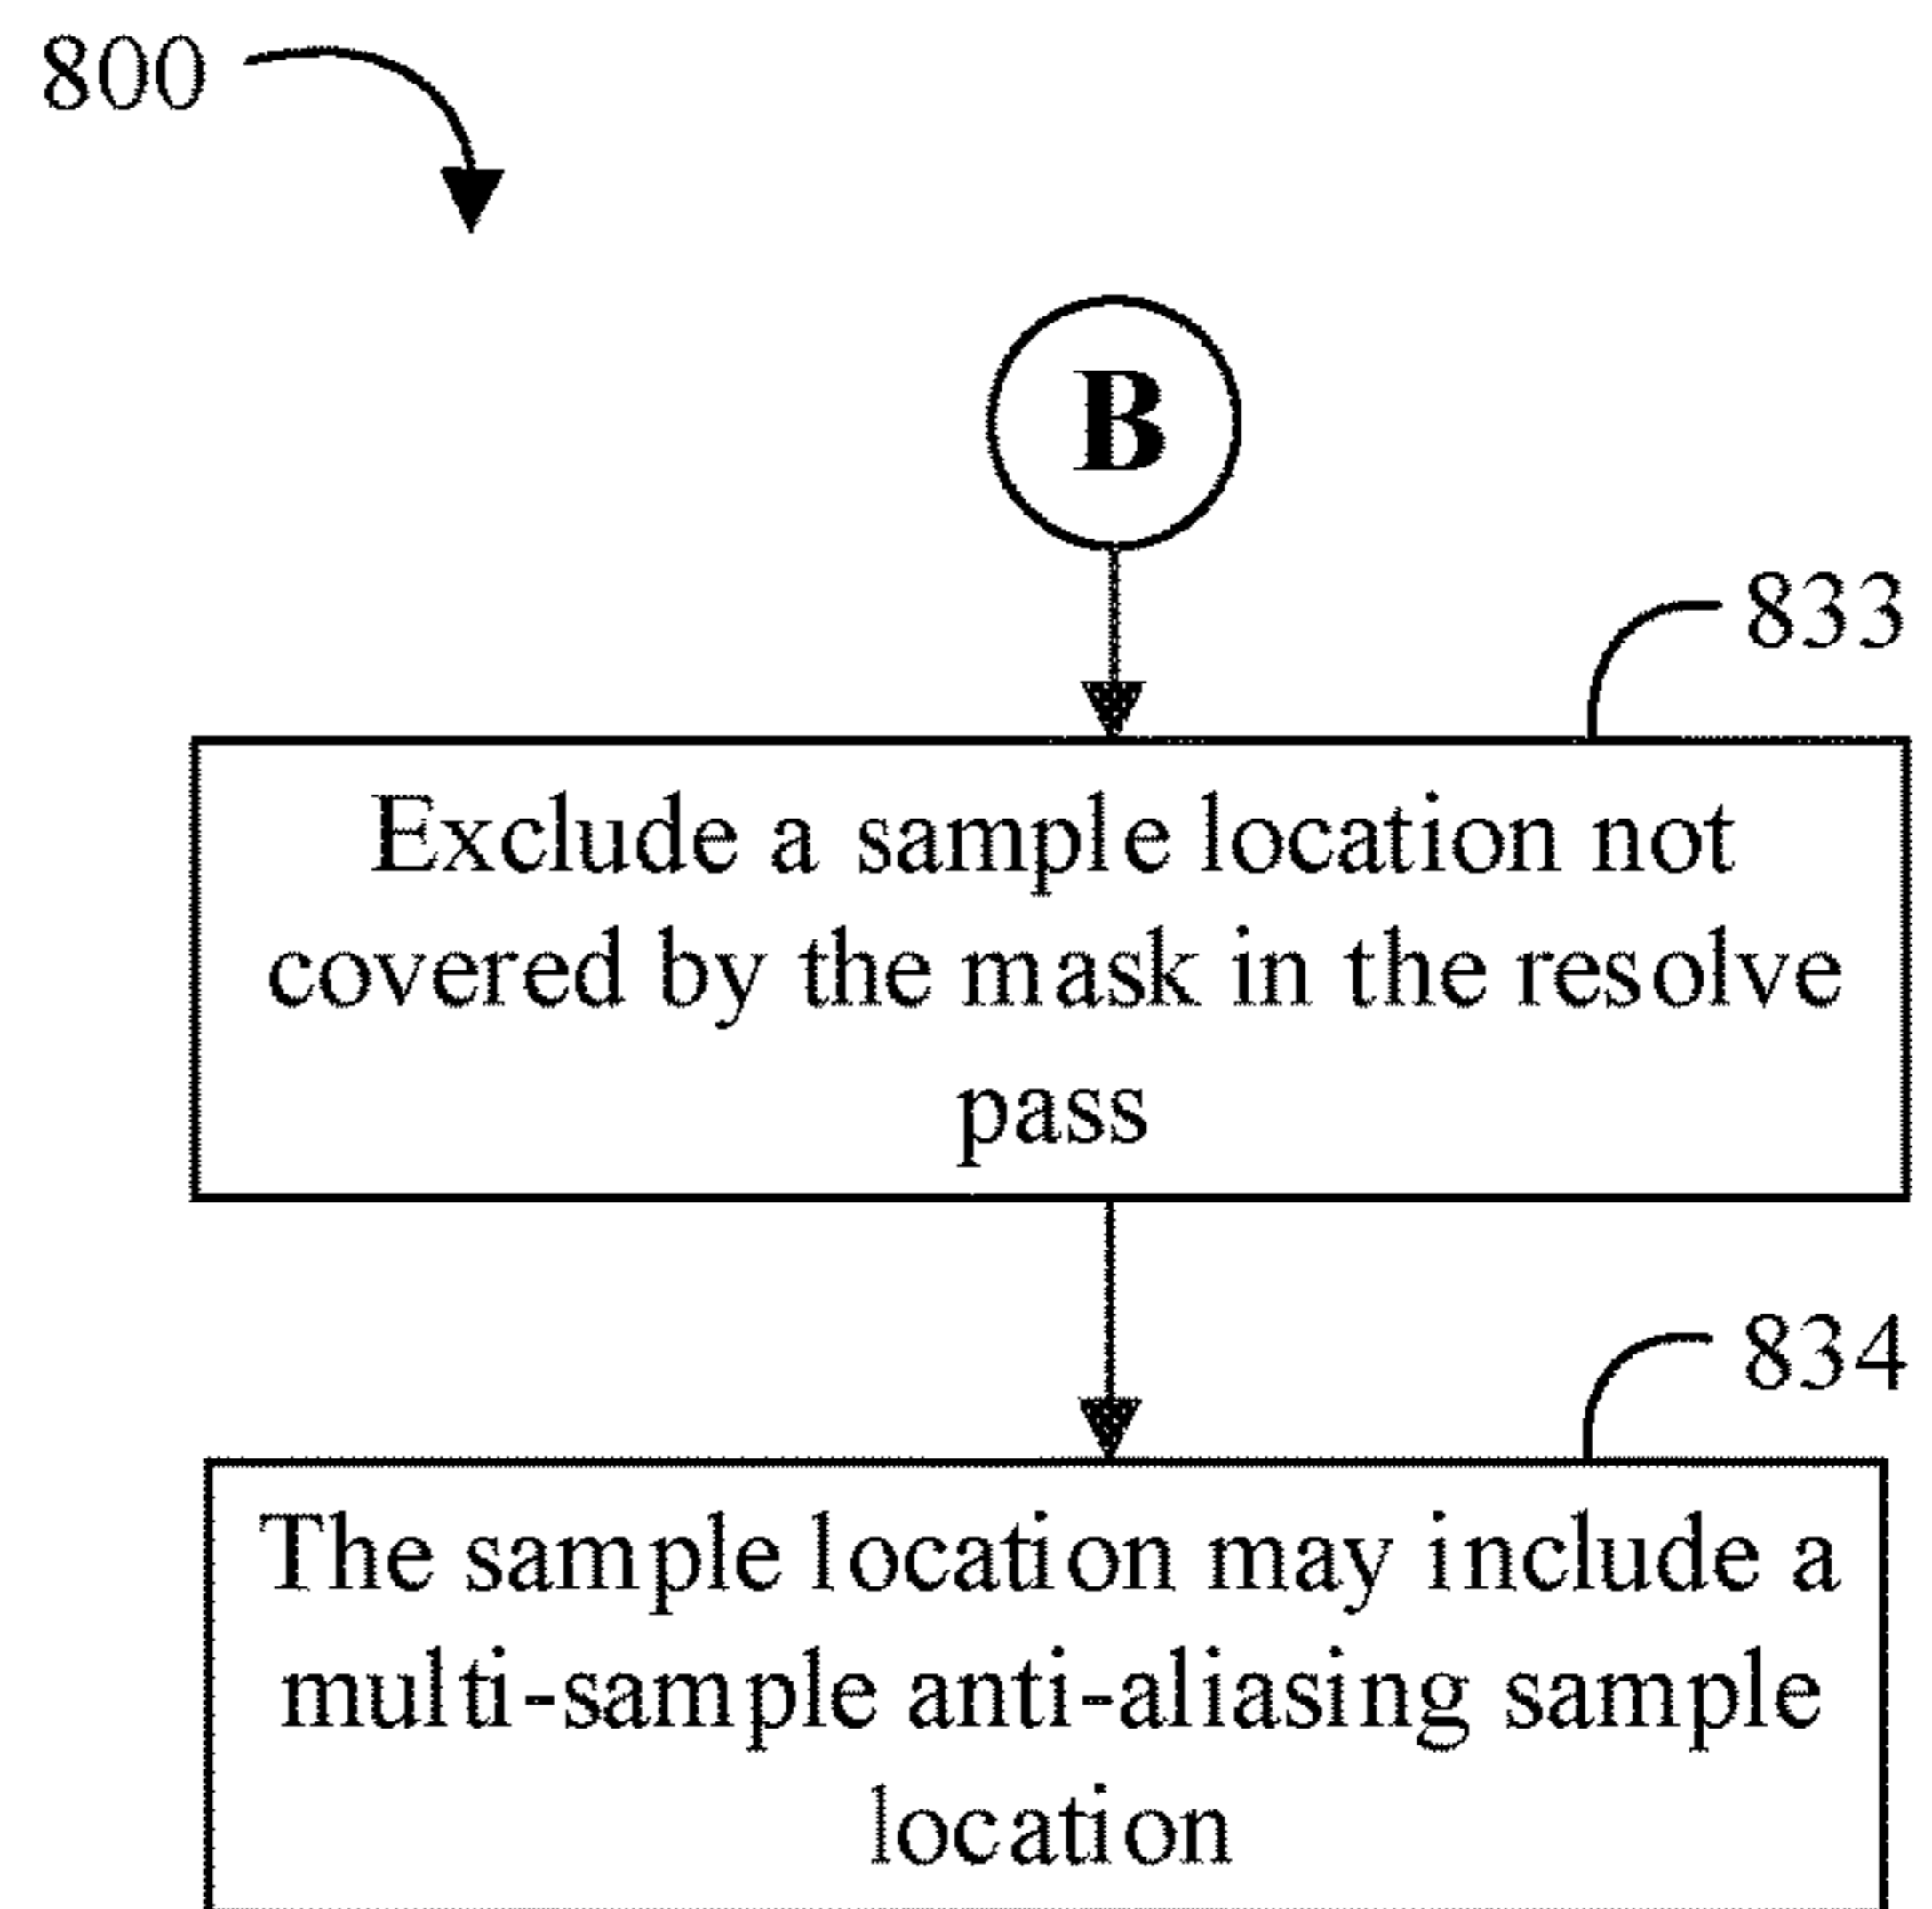 800
B
833
Exclude a sample location not
covered by the mask in the resolve
pass
834
The sample location may include a
multi-sample anti-aliasing sample
location